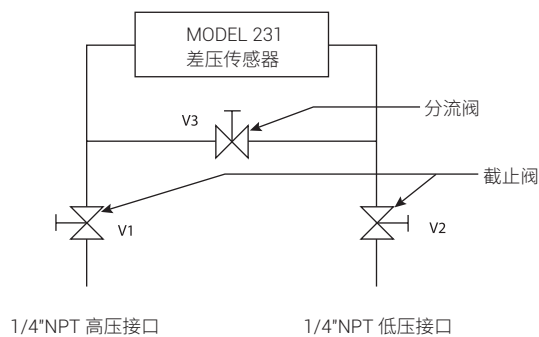 MODEL 231
差压传感器
V3
分流阀
截止阀
V1
V2
1/4"NPT 高压接口
1/4"NPT 低压接口